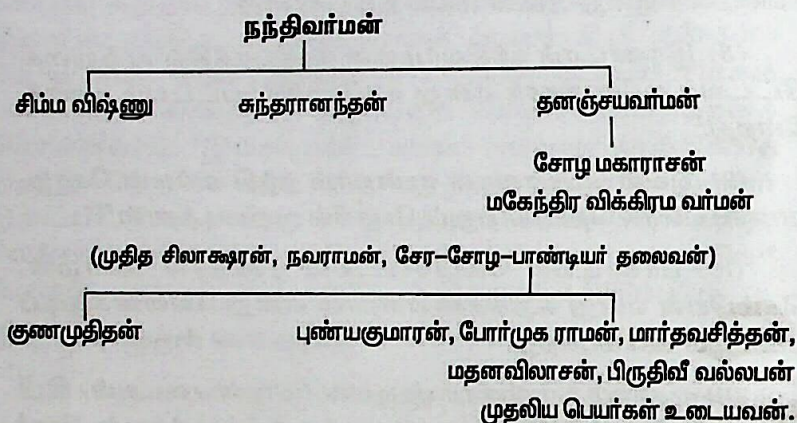 நந்திவர்மன்
சிம்ம விஷ்ணு சுந்தரானந்தன் தனஞ்சயவர்மன்
சோழ மகாராசன்
மகேந்திர விக்கிரம வர்மன்
(முதித சிலாக்ஷரன், நவராமன், சேர–சோழ–பாண்டியர் தலைவன்)
குணமுதிதன் புண்யகுமாரன், போர்முக ராமன், மார்தவசித்தன்,
மதனவிலாசன், பிருதிவீ வல்லபன்
முதலிய பெயர்கள் உடையவன்.